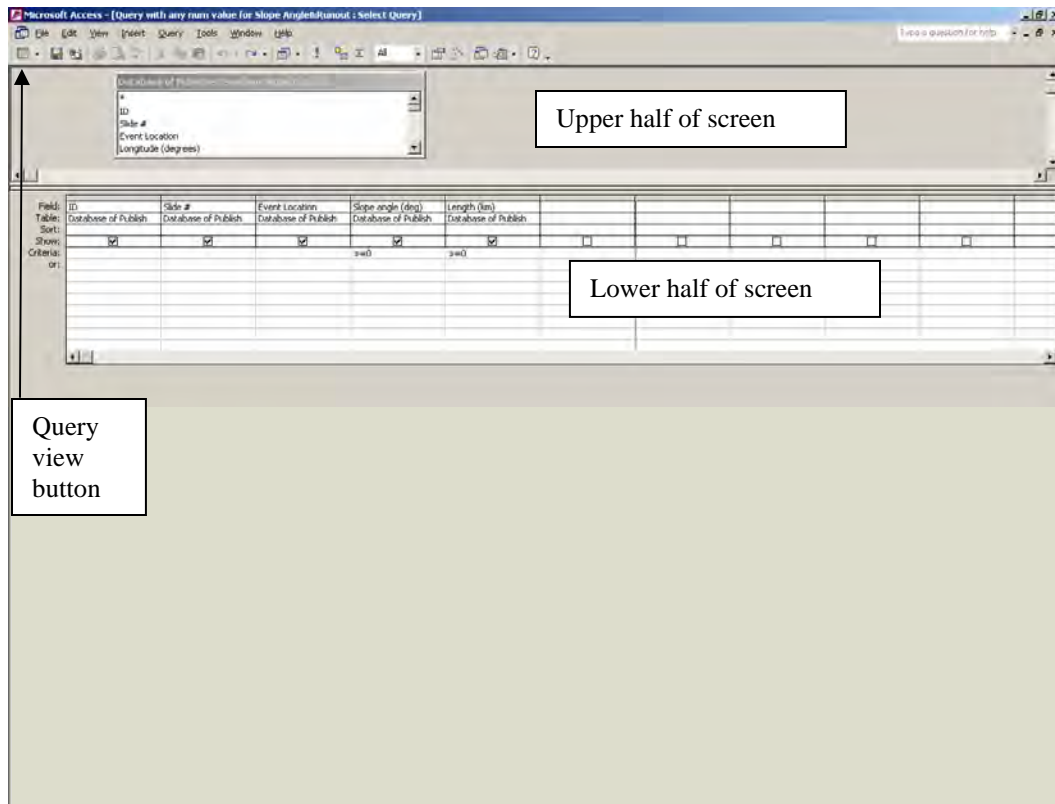 Microsoft Access - [Query with any num value for Slope Angle&Runout : Select Query]
File Edit View Insert Query Tools Window Help
Type a question for help
All
Database of
*
ID
Slide #
Event Location
Longitude (degrees)
Upper half of screen
Field: ID Slide # Event Location Slope angle (deg) Length (km)
Table: Database of Publish Database of Publish Database of Publish Database of Publish Database of Publish
Sort:
Show:
Criteria: >=0 >=0
or:
Lower half of screen
Query
view
button